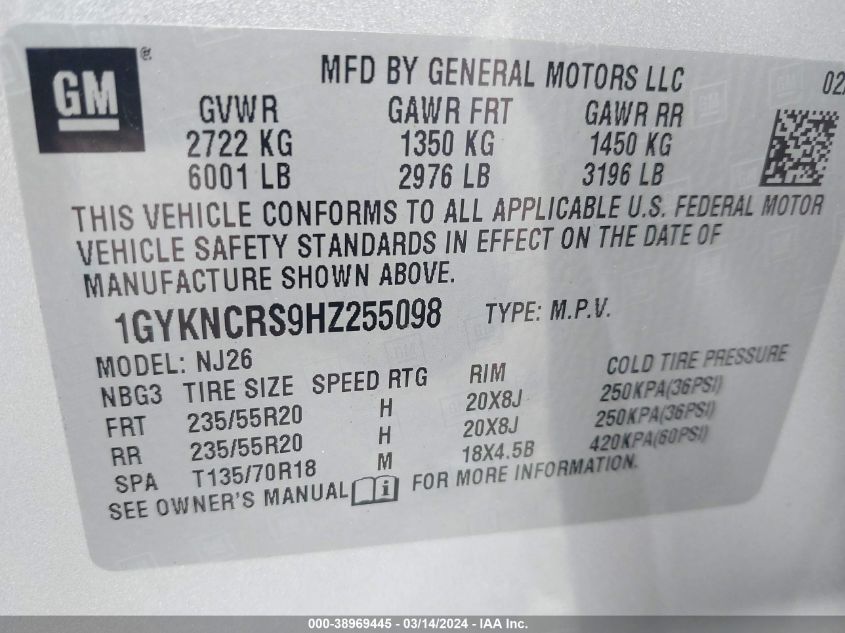 GM ® MFD BY GENERAL MOTORS LLC
GVWR GAWR FRT GAWR RR
2722 KG 1350 KG 1450 KG
6001 LB 2976 LB 3196 LB
THIS VEHICLE CONFORMS TO ALL APPLICABLE U.S. FEDERAL MOTOR
VEHICLE SAFETY STANDARDS IN EFFECT ON THE DATE OF
MANUFACTURE SHOWN ABOVE.
1GYKNCRS9HZ255098 TYPE: M.P.V.
MODEL: NJ26
NBG3 TIRE SIZE SPEED RTG RIM COLD TIRE PRESSURE
FRT 235/55R20 H 20X8J 250KPA(36PSI)
RR 235/55R20 H 20X8J 250KPA(36PSI)
SPA T135/70R18 M 18X4.5B 420KPA(60PSI)
SEE OWNER'S MANUAL FOR MORE INFORMATION.
000-38969445 - 03/14/2024 - IAA Inc.